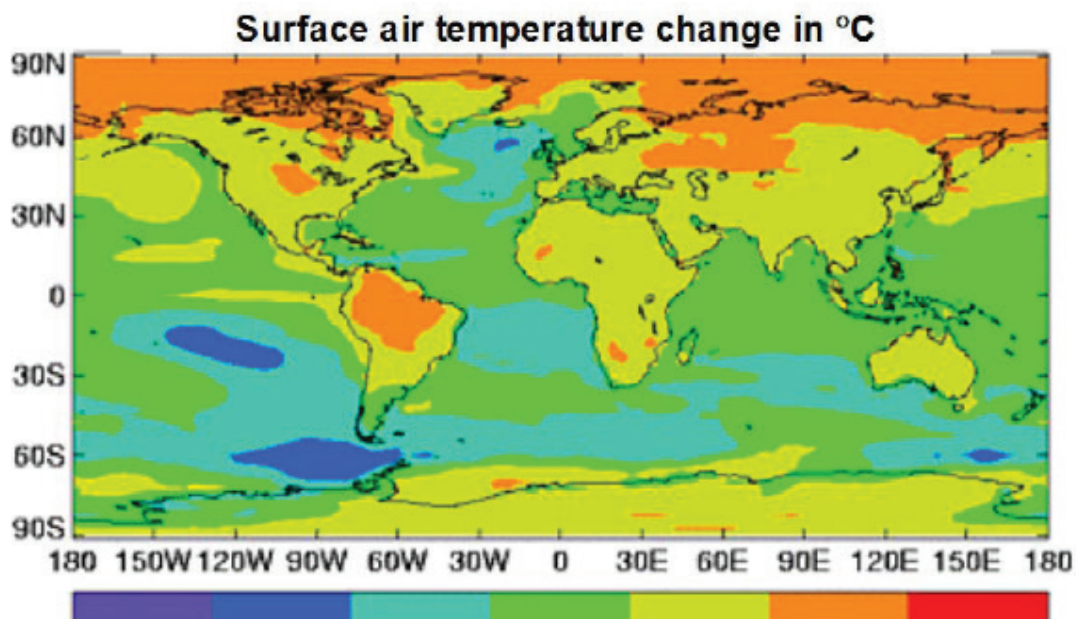 Surface air temperature change in °C
90N
60N
30N
0
30S
60S
90S
180 150W 120W 90W 60W 30W 0 30E 60E 90E 120E 150E 180